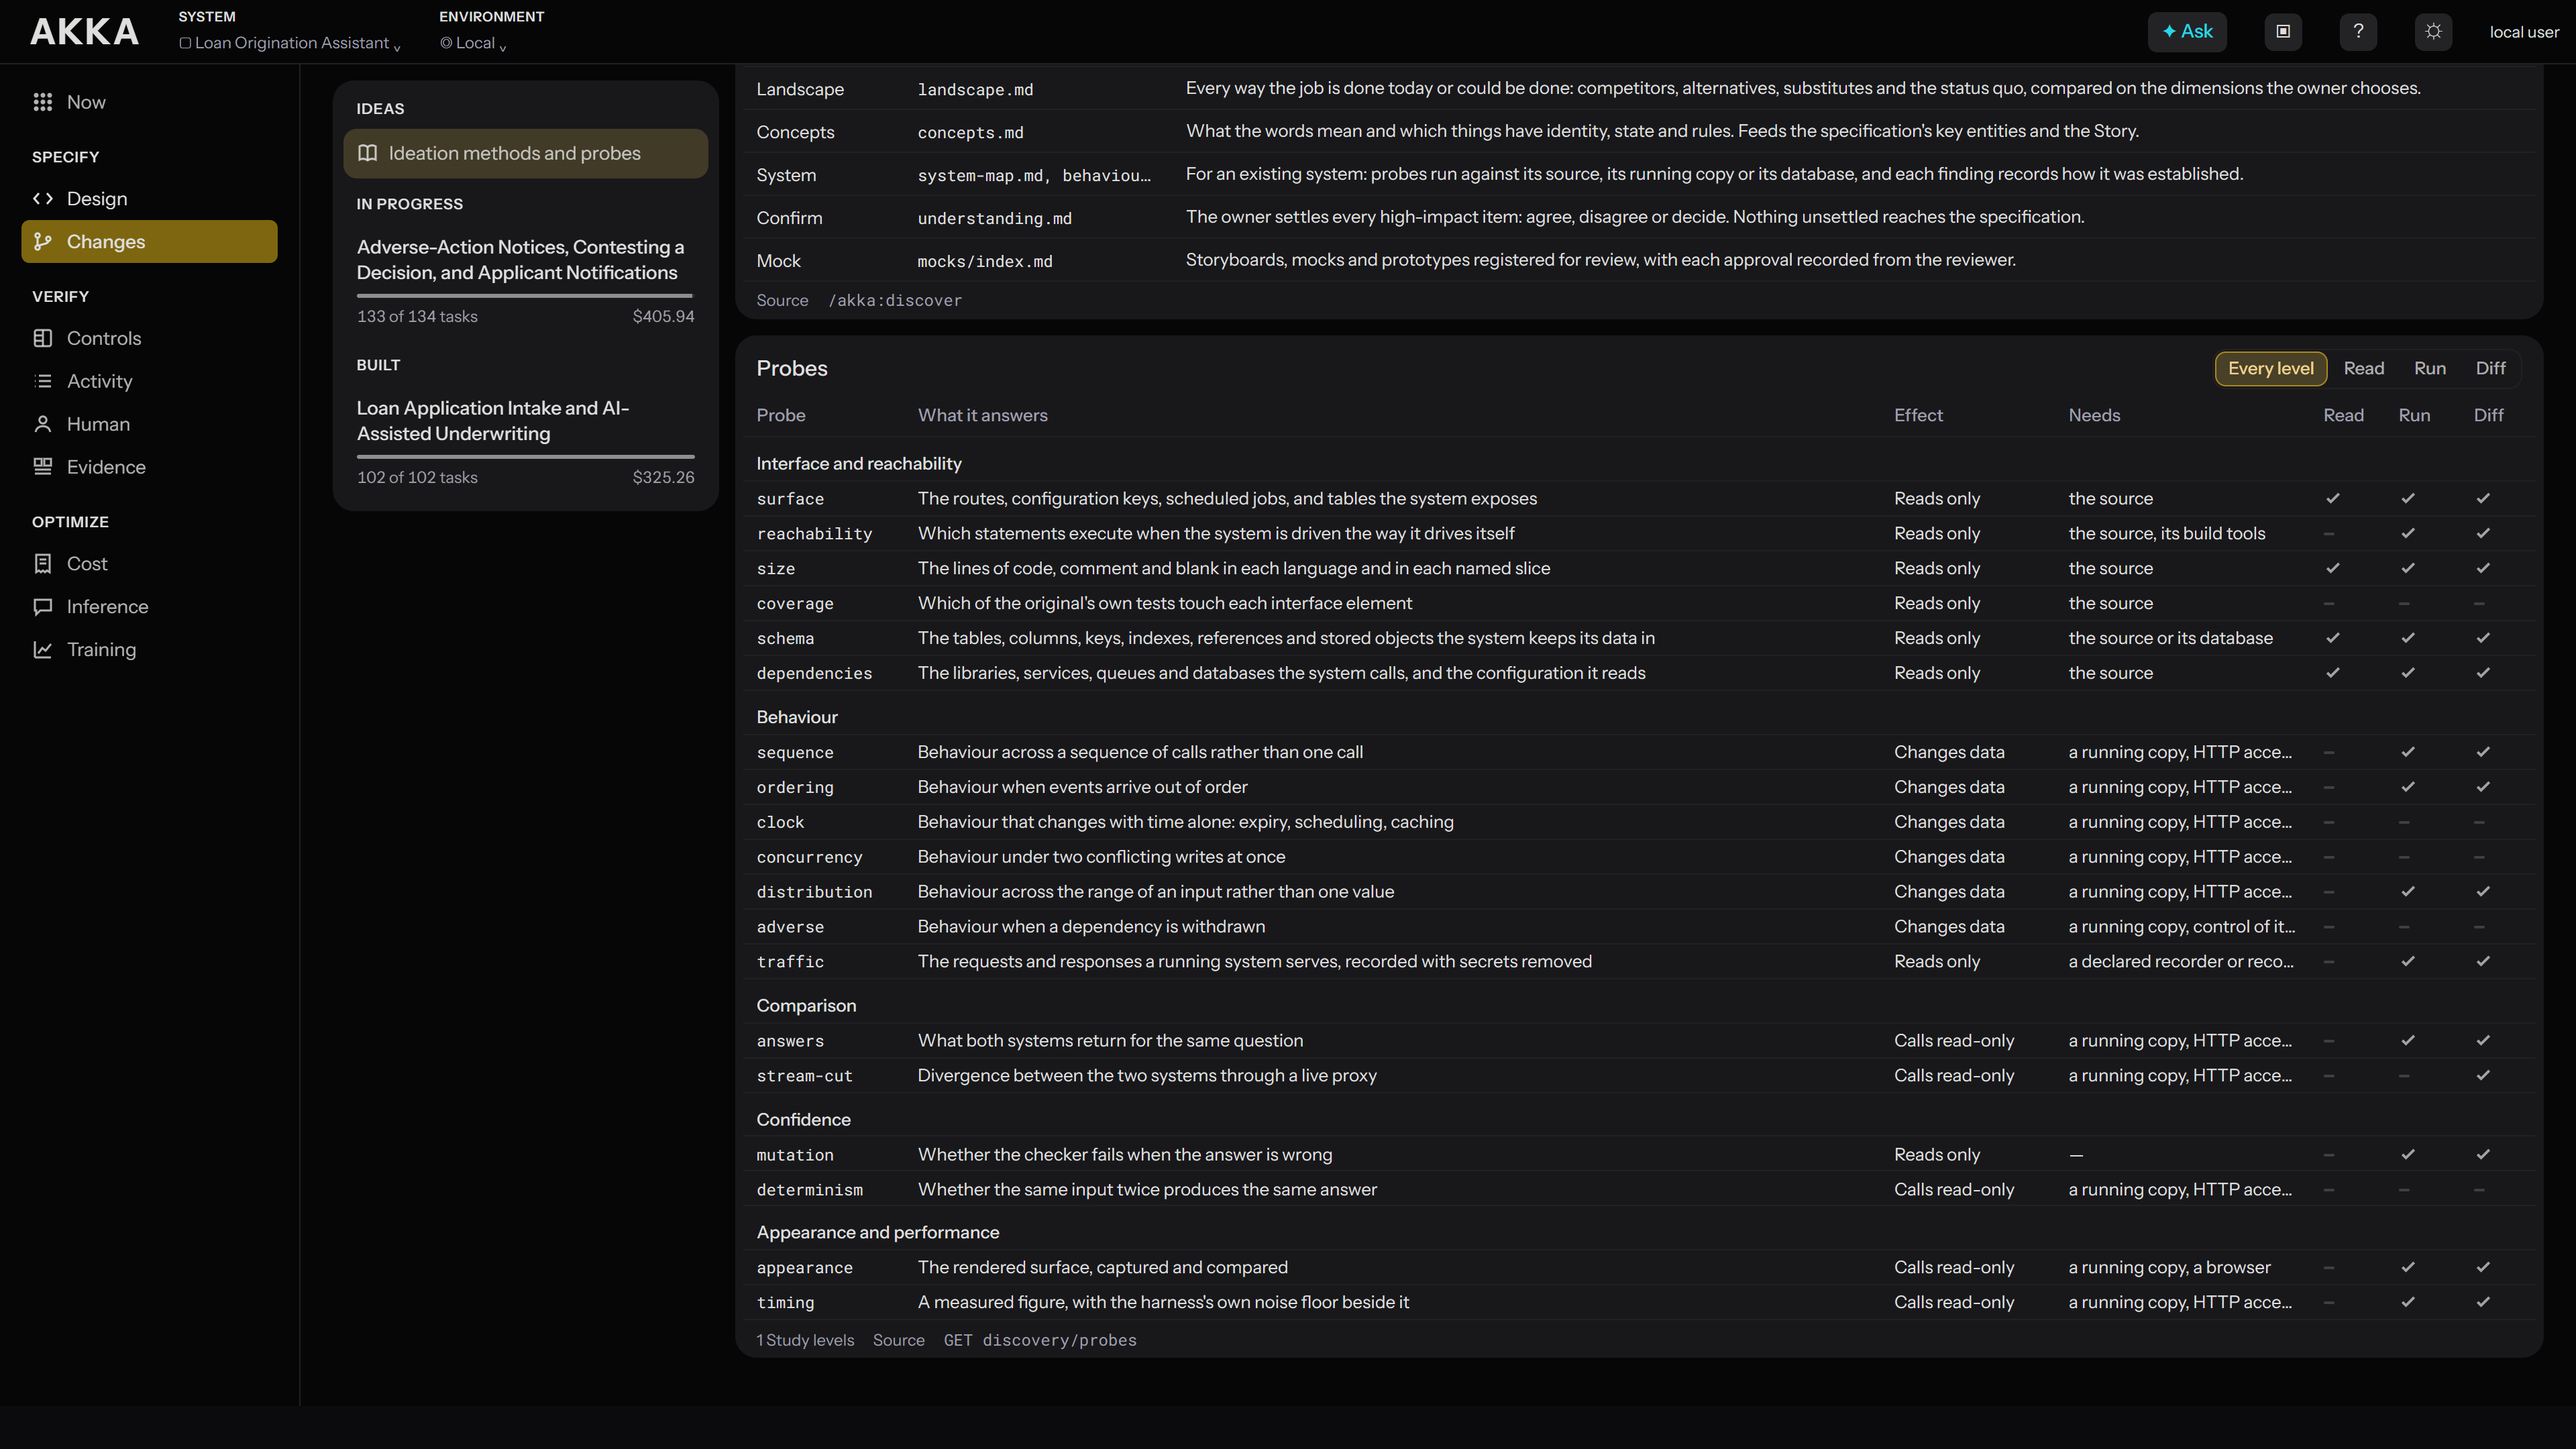 AKKA
SYSTEM
Loan Origination Assistant
ENVIRONMENT
Local
Ask
?
local user
Now
SPECIFY
Design
Changes
VERIFY
Controls
Activity
Human
Evidence
OPTIMIZE
Cost
Inference
Training
IDEAS
Ideation methods and probes
IN PROGRESS
Adverse-Action Notices, Contesting a
Decision, and Applicant Notifications
133 of 134 tasks $405.94
BUILT
Loan Application Intake and AI-
Assisted Underwriting
102 of 102 tasks $325.26
Landscape landscape.md Every way the job is done today or could be done: competitors, alternatives, substitutes and the status quo, compared on the dimensions the owner chooses.
Concepts concepts.md What the words mean and which things have identity, state and rules. Feeds the specification's key entities and the Story.
System system-map.md, behaviou... For an existing system: probes run against its source, its running copy or its database, and each finding records how it was established.
Confirm understanding.md The owner settles every high-impact item: agree, disagree or decide. Nothing unsettled reaches the specification.
Mock mocks/index.md Storyboards, mocks and prototypes registered for review, with each approval recorded from the reviewer.
Source /akka:discover
Probes Every level Read Run Diff
Probe What it answers Effect Needs Read Run Diff
Interface and reachability
surface The routes, configuration keys, scheduled jobs, and tables the system exposes Reads only the source ✓ ✓ ✓
reachability Which statements execute when the system is driven the way it drives itself Reads only the source, its build tools – ✓ ✓
size The lines of code, comment and blank in each language and in each named slice Reads only the source ✓ ✓ ✓
coverage Which of the original's own tests touch each interface element Reads only the source – – –
schema The tables, columns, keys, indexes, references and stored objects the system keeps its data in Reads only the source or its database ✓ ✓ ✓
dependencies The libraries, services, queues and databases the system calls, and the configuration it reads Reads only the source ✓ ✓ ✓
Behaviour
sequence Behaviour across a sequence of calls rather than one call Changes data a running copy, HTTP acce... – ✓ ✓
ordering Behaviour when events arrive out of order Changes data a running copy, HTTP acce... – ✓ ✓
clock Behaviour that changes with time alone: expiry, scheduling, caching Changes data a running copy, HTTP acce... – – –
concurrency Behaviour under two conflicting writes at once Changes data a running copy, HTTP acce... – – –
distribution Behaviour across the range of an input rather than one value Changes data a running copy, HTTP acce... – ✓ ✓
adverse Behaviour when a dependency is withdrawn Changes data a running copy, control of it... – – –
traffic The requests and responses a running system serves, recorded with secrets removed Reads only a declared recorder or reco... – ✓ ✓
Comparison
answers What both systems return for the same question Calls read-only a running copy, HTTP acce... – ✓ ✓
stream-cut Divergence between the two systems through a live proxy Calls read-only a running copy, HTTP acce... – – ✓
Confidence
mutation Whether the checker fails when the answer is wrong Reads only — – ✓ ✓
determinism Whether the same input twice produces the same answer Calls read-only a running copy, HTTP acce... – – –
Appearance and performance
appearance The rendered surface, captured and compared Calls read-only a running copy, a browser – ✓ ✓
timing A measured figure, with the harness's own noise floor beside it Calls read-only a running copy, HTTP acce... – ✓ ✓
1 Study levels Source GET discovery/probes